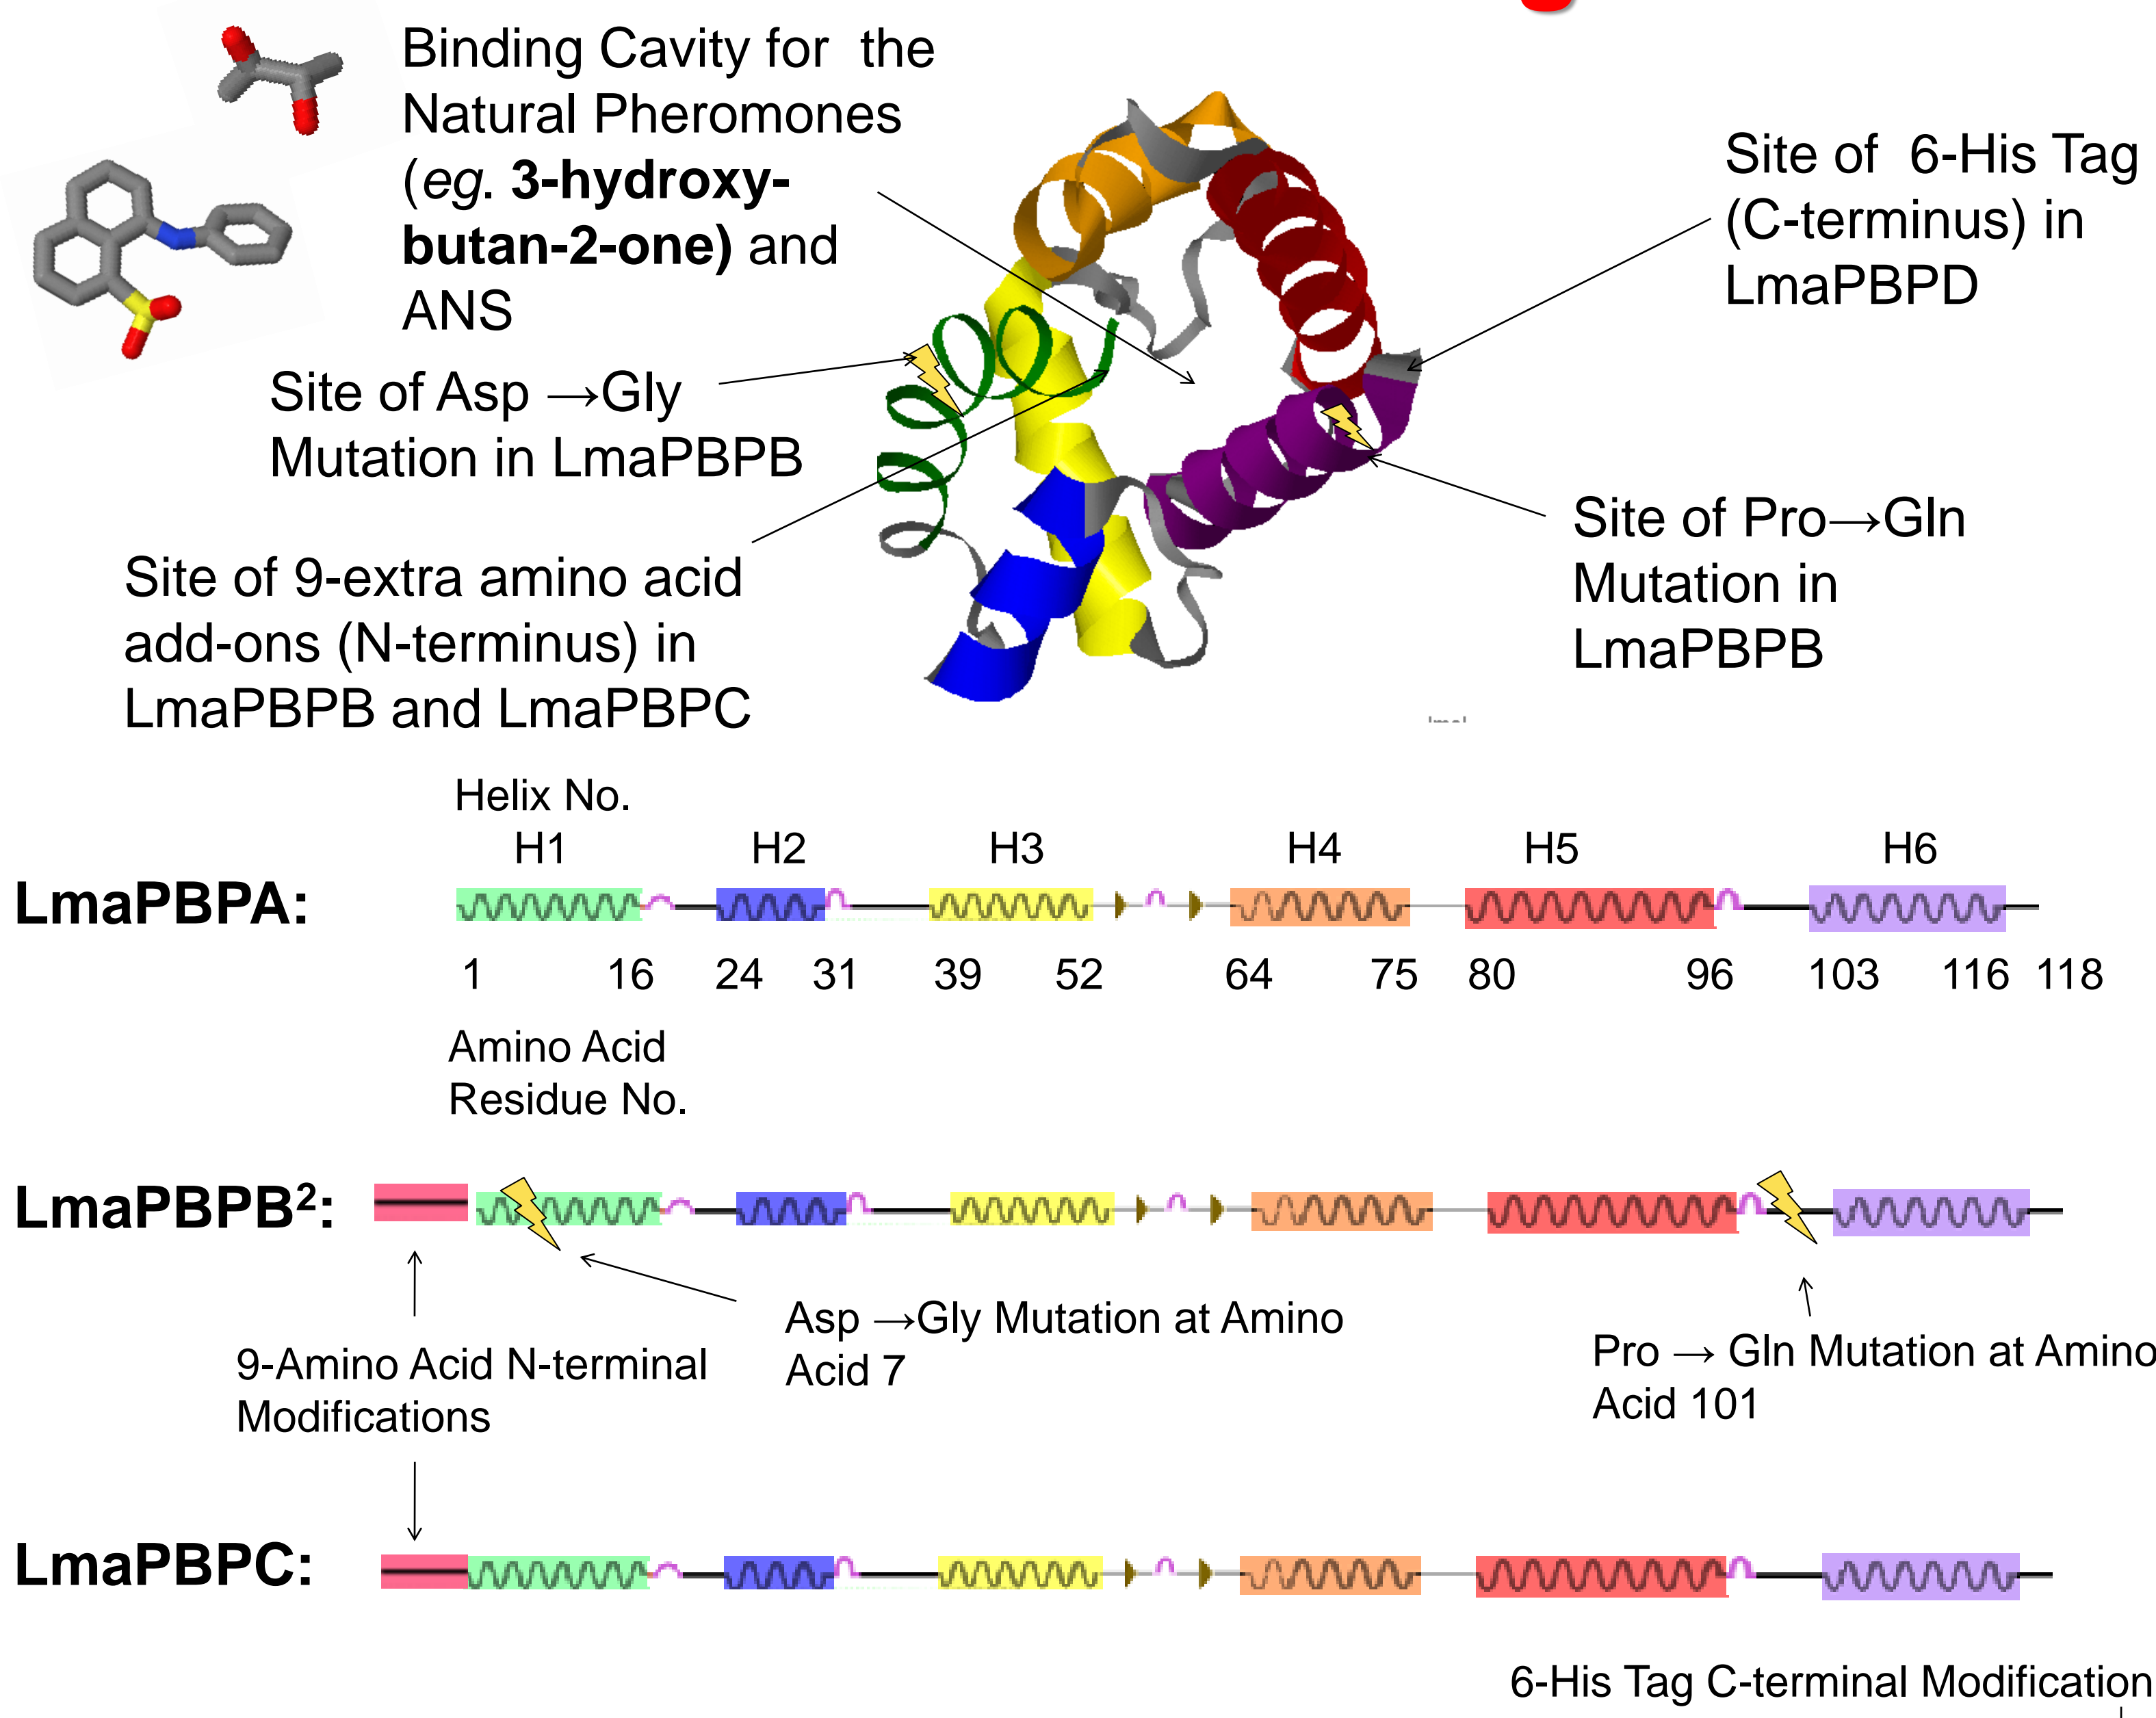 Binding Cavity for the
Natural Pheromones
(eg. 3-hydroxy-
butan-2-one) and
ANS
Site of 6-His Tag
(C-terminus) in
LmaPBPD
Site of Asp →Gly
Mutation in LmaPBPB
Site of 9-extra amino acid
add-ons (N-terminus) in
LmaPBPB and LmaPBPC
Site of Pro→Gln
Mutation in
LmaPBPB
Helix No.
H1 H2 H3 H4 H5 H6
LmaPBPA:
1 16 24 31 39 52 64 75 80 96 103 116 118
Amino Acid
Residue No.
LmaPBPB²:
Asp →Gly Mutation at Amino
Acid 7
Pro → Gln Mutation at Amino
Acid 101
9-Amino Acid N-terminal
Modifications
LmaPBPC:
6-His Tag C-terminal Modification